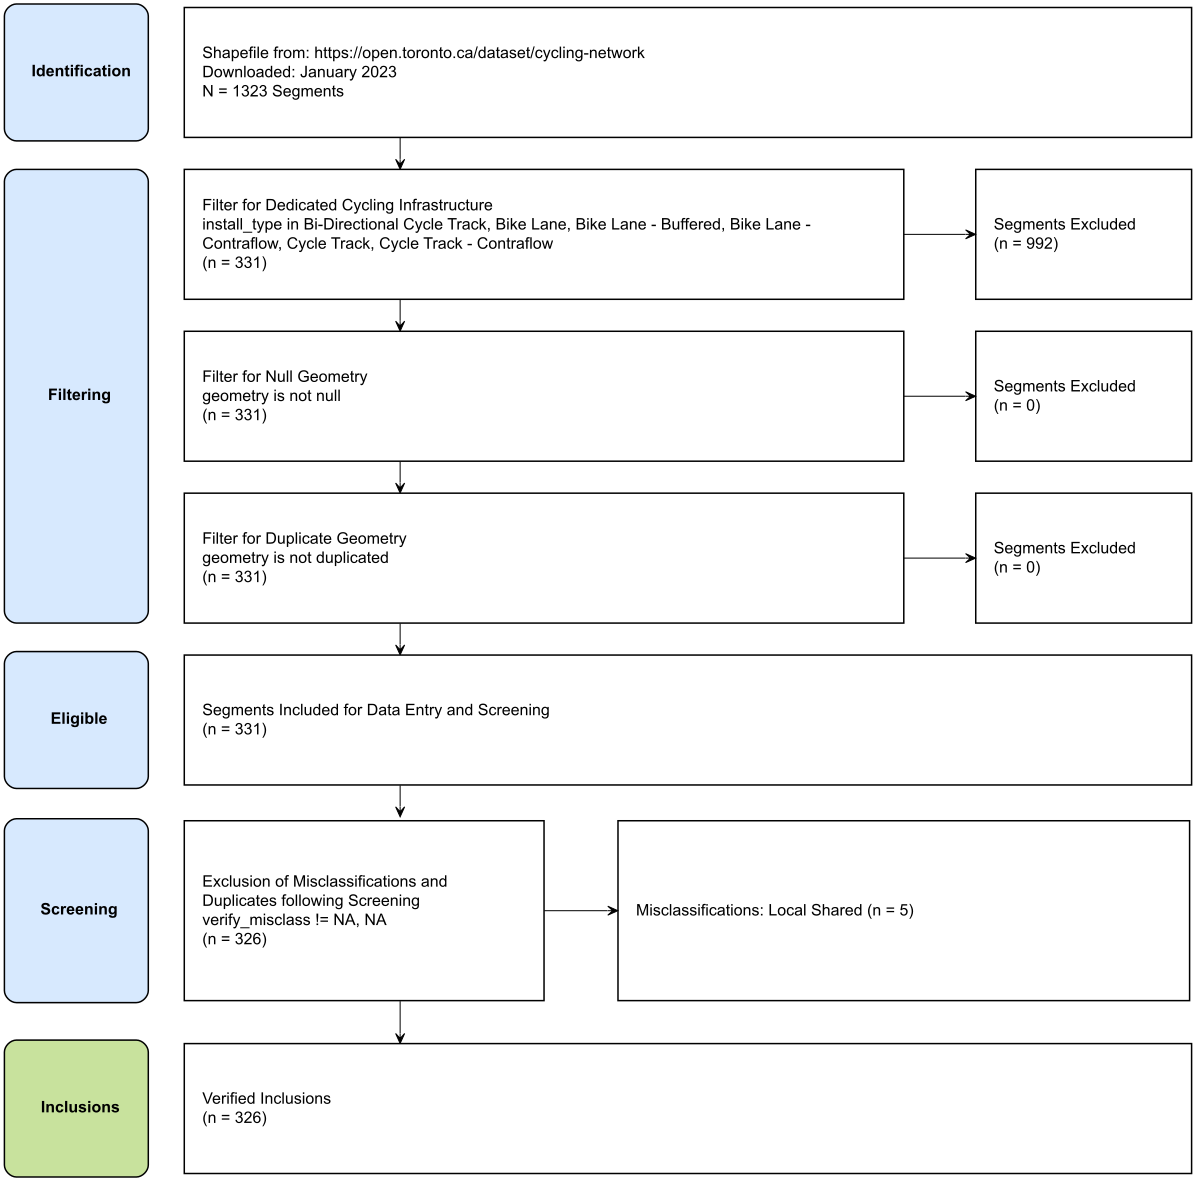 Identification
Shapefile from: https://open.toronto.ca/dataset/cycling-network
Downloaded: January 2023
N = 1323 Segments
Filtering
Filter for Dedicated Cycling Infrastructure
install_type in Bi-Directional Cycle Track, Bike Lane, Bike Lane - Buffered, Bike Lane -
Contraflow, Cycle Track, Cycle Track - Contraflow
(n = 331)
Segments Excluded
(n = 992)
Filter for Null Geometry
geometry is not null
(n = 331)
Segments Excluded
(n = 0)
Filter for Duplicate Geometry
geometry is not duplicated
(n = 331)
Segments Excluded
(n = 0)
Eligible
Segments Included for Data Entry and Screening
(n = 331)
Screening
Exclusion of Misclassifications and
Duplicates following Screening
verify_misclass != NA, NA
(n = 326)
Misclassifications: Local Shared (n = 5)
Inclusions
Verified Inclusions
(n = 326)